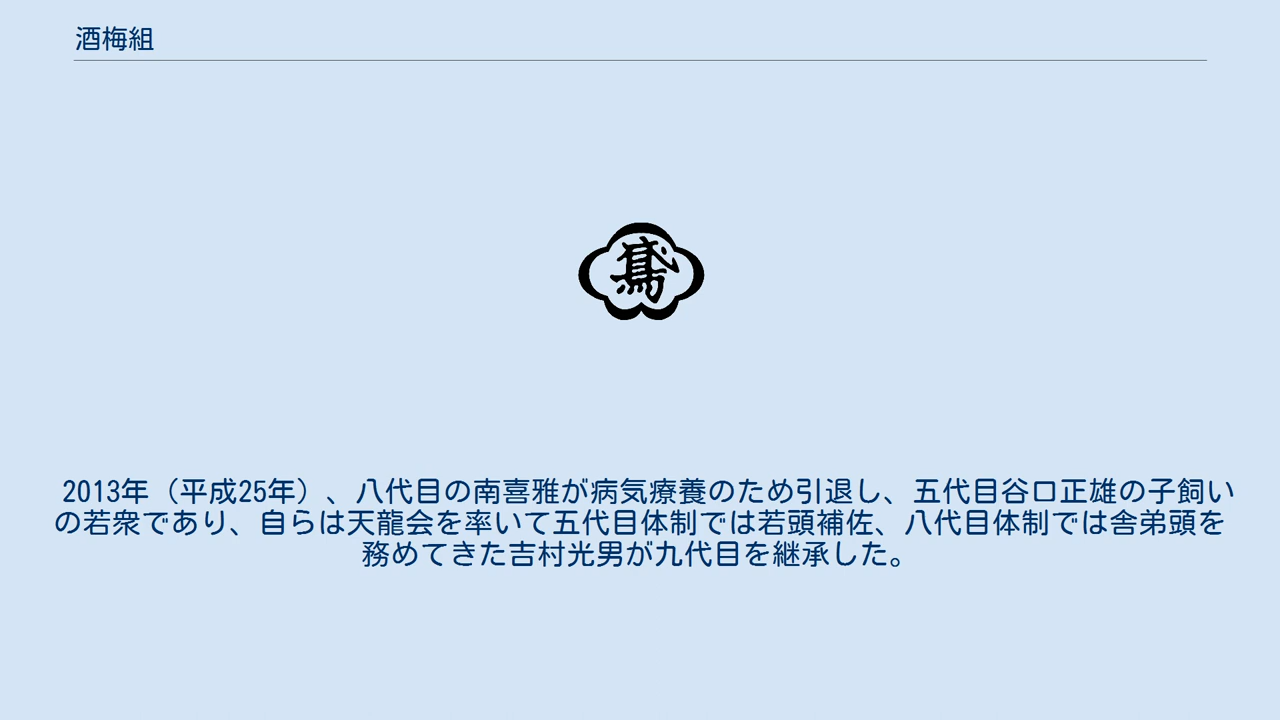 酒梅組
鳶
2013年（平成25年）、八代目の南喜雅が病気療養のため引退し、五代目谷口正雄の子飼い
の若衆であり、自らは天龍会を率いて五代目体制では若頭補佐、八代目体制では舎弟頭を
務めてきた吉村光男が九代目を継承した。